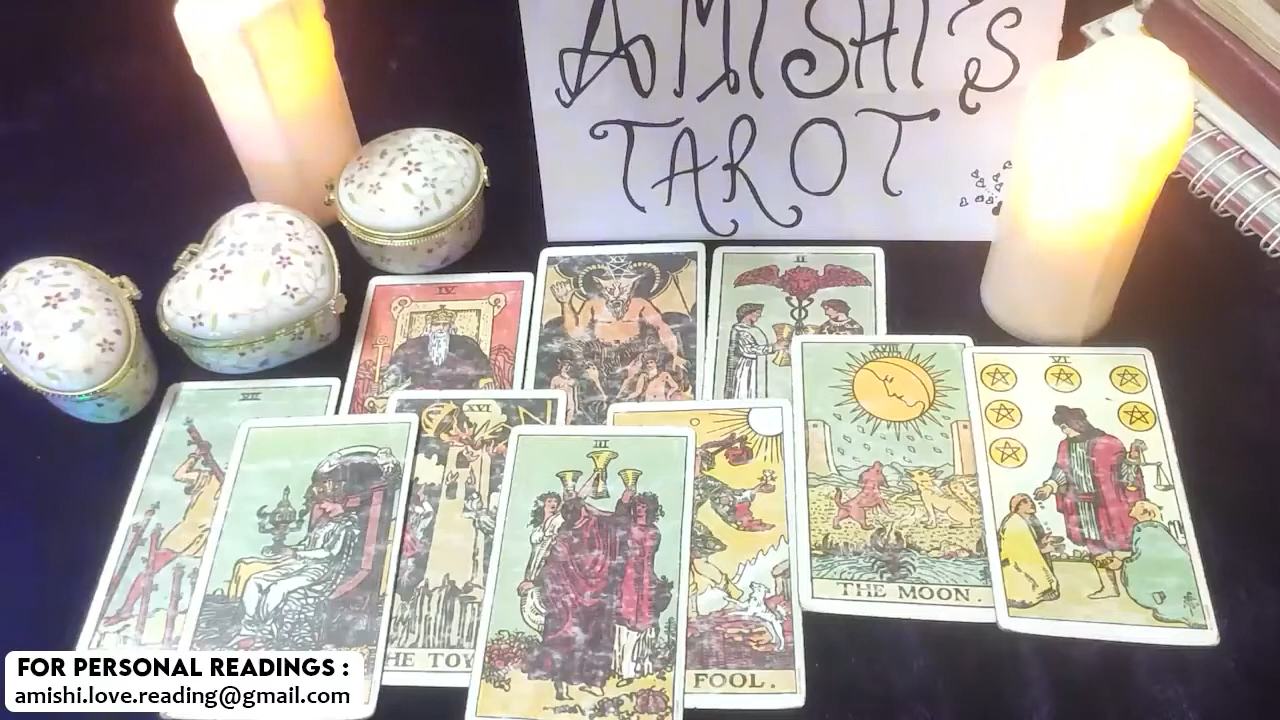 AMISHI'S
TAROT
IV
XV
II
XVIII
VI
VII
XVI
III
THE MOON.
HE TOW
FOOL.
FOR PERSONAL READINGS :
amishi.love.reading@gmail.com